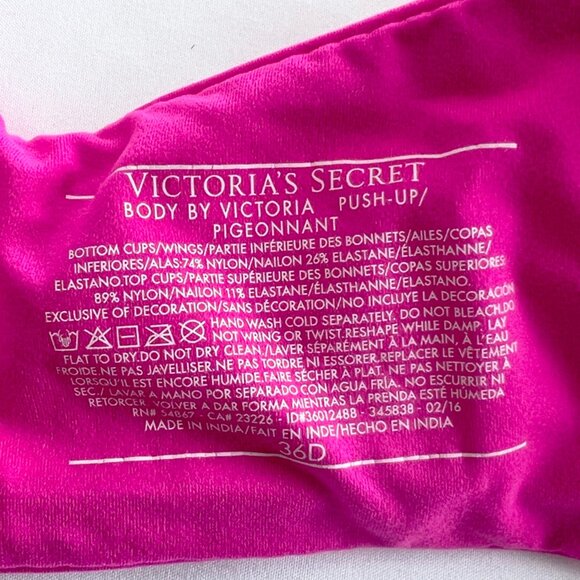 VICTORIA'S SECRET
BODY BY VICTORIA PUSH-UP/
PIGEONNANT
BOTTOM CUPS/WINGS/PARTIE INFÉRIEURE DES BONNETS/AILES/COPAS
INFERIORES/ALAS:74% NYLON/NAILON 26% ELASTANE/ÉLASTHANNE/
ELASTANO.TOP CUPS/PARTIE SUPÉRIEURE DES BONNETS/COPAS SUPERIORES
89% NYLON/NAILON 11% ELASTANE/ÉLASTHANNE/ELASTANO.
EXCLUSIVE OF DECORATION/SANS DÉCORATION/NO INCLUYE LA DECORACIÓN
HAND WASH COLD SEPARATELY. DO NOT BLEACH.DO
NOT WRING OR TWIST.RESHAPE WHILE DAMP. LAY
FLAT TO DRY.DO NOT DRY CLEAN./LAVER SÉPARÉMENT À LA MAIN, À L'EAU
FROIDE.NE PAS JAVELLISER.NE PAS TORDRE,NI ESSORER.REPLACER LE VÊTEMENT
LORSQU'IL EST ENCORE HUMIDE.FAIRE SÉCHER À PLAT. NE PAS NETTOYER À
SEC./ LAVAR A MANO POR SEPARADO CON AGUA FRÍA. NO ESCURRIR NI
RETORCER. VOLVER A DAR FORMA MIENTRAS LA PRENDA ESTÉ HÚMEDA
RN# 54867 - CA# 23226 - ID#36012488 - 345838 - 02/16
MADE IN INDIA/FAIT EN INDE/HECHO EN INDIA
36D